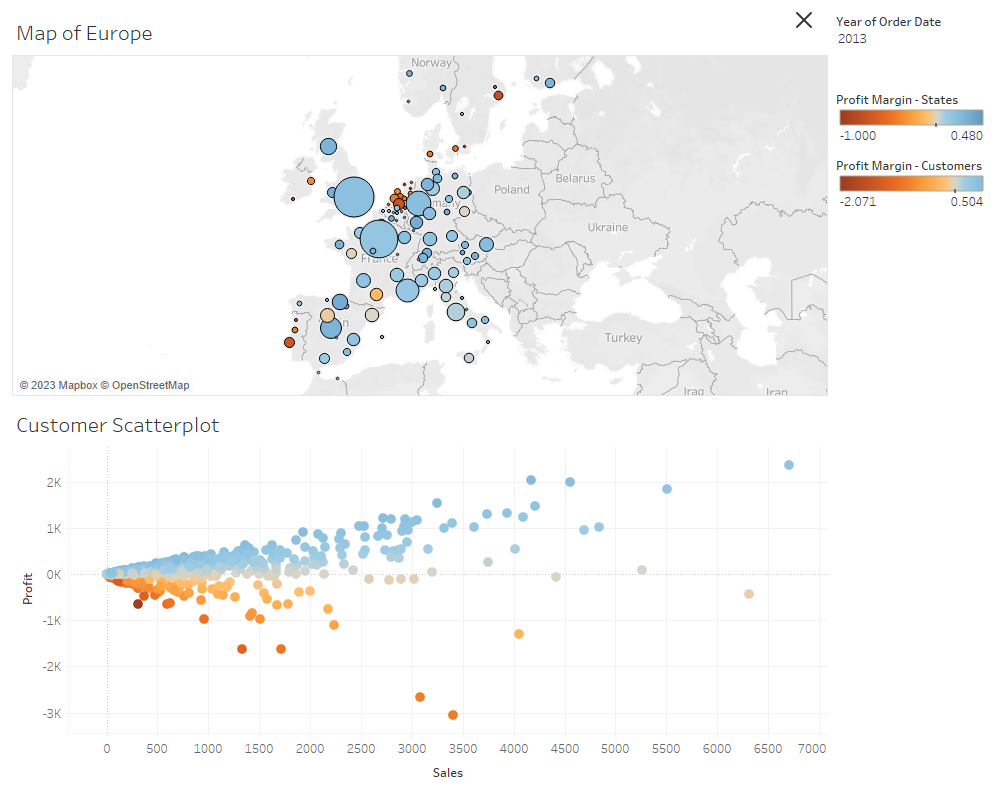 Map of Europe
Year of Order Date
2013
Norway
Profit Margin - States
-1.000 0.480
Profit Margin - Customers
-2.071 0.504
Belarus
Poland
many
Ukraine
France
in
Turkey
© 2023 Mapbox © OpenStreetMap
Iraq
Iran
Customer Scatterplot
2K
1K
0K
-1K
-2K
-3K
Profit
0 500 1000 1500 2000 2500 3000 3500 4000 4500 5000 5500 6000 6500 7000
Sales